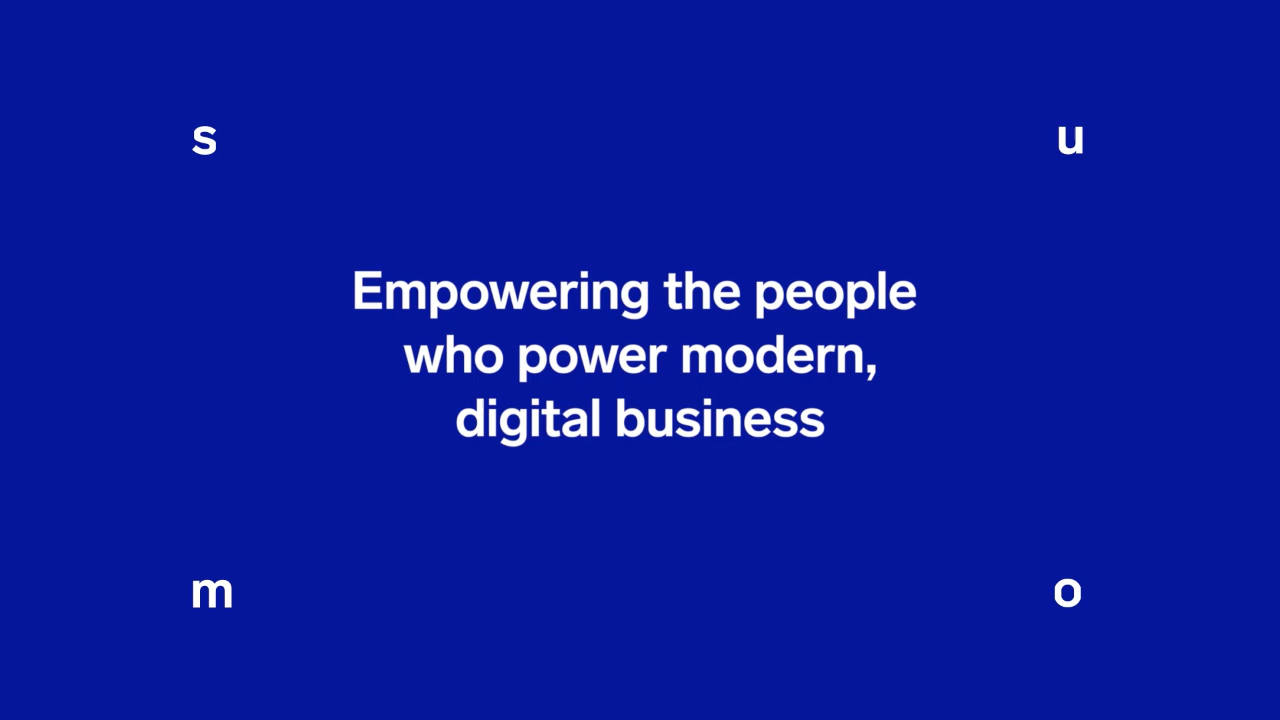 s u
Empowering the people
who power modern,
digital business
m o